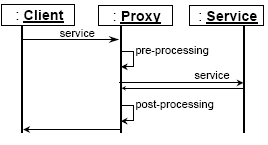 : Client
: Proxy
: Service
service
pre-processing
service
post-processing